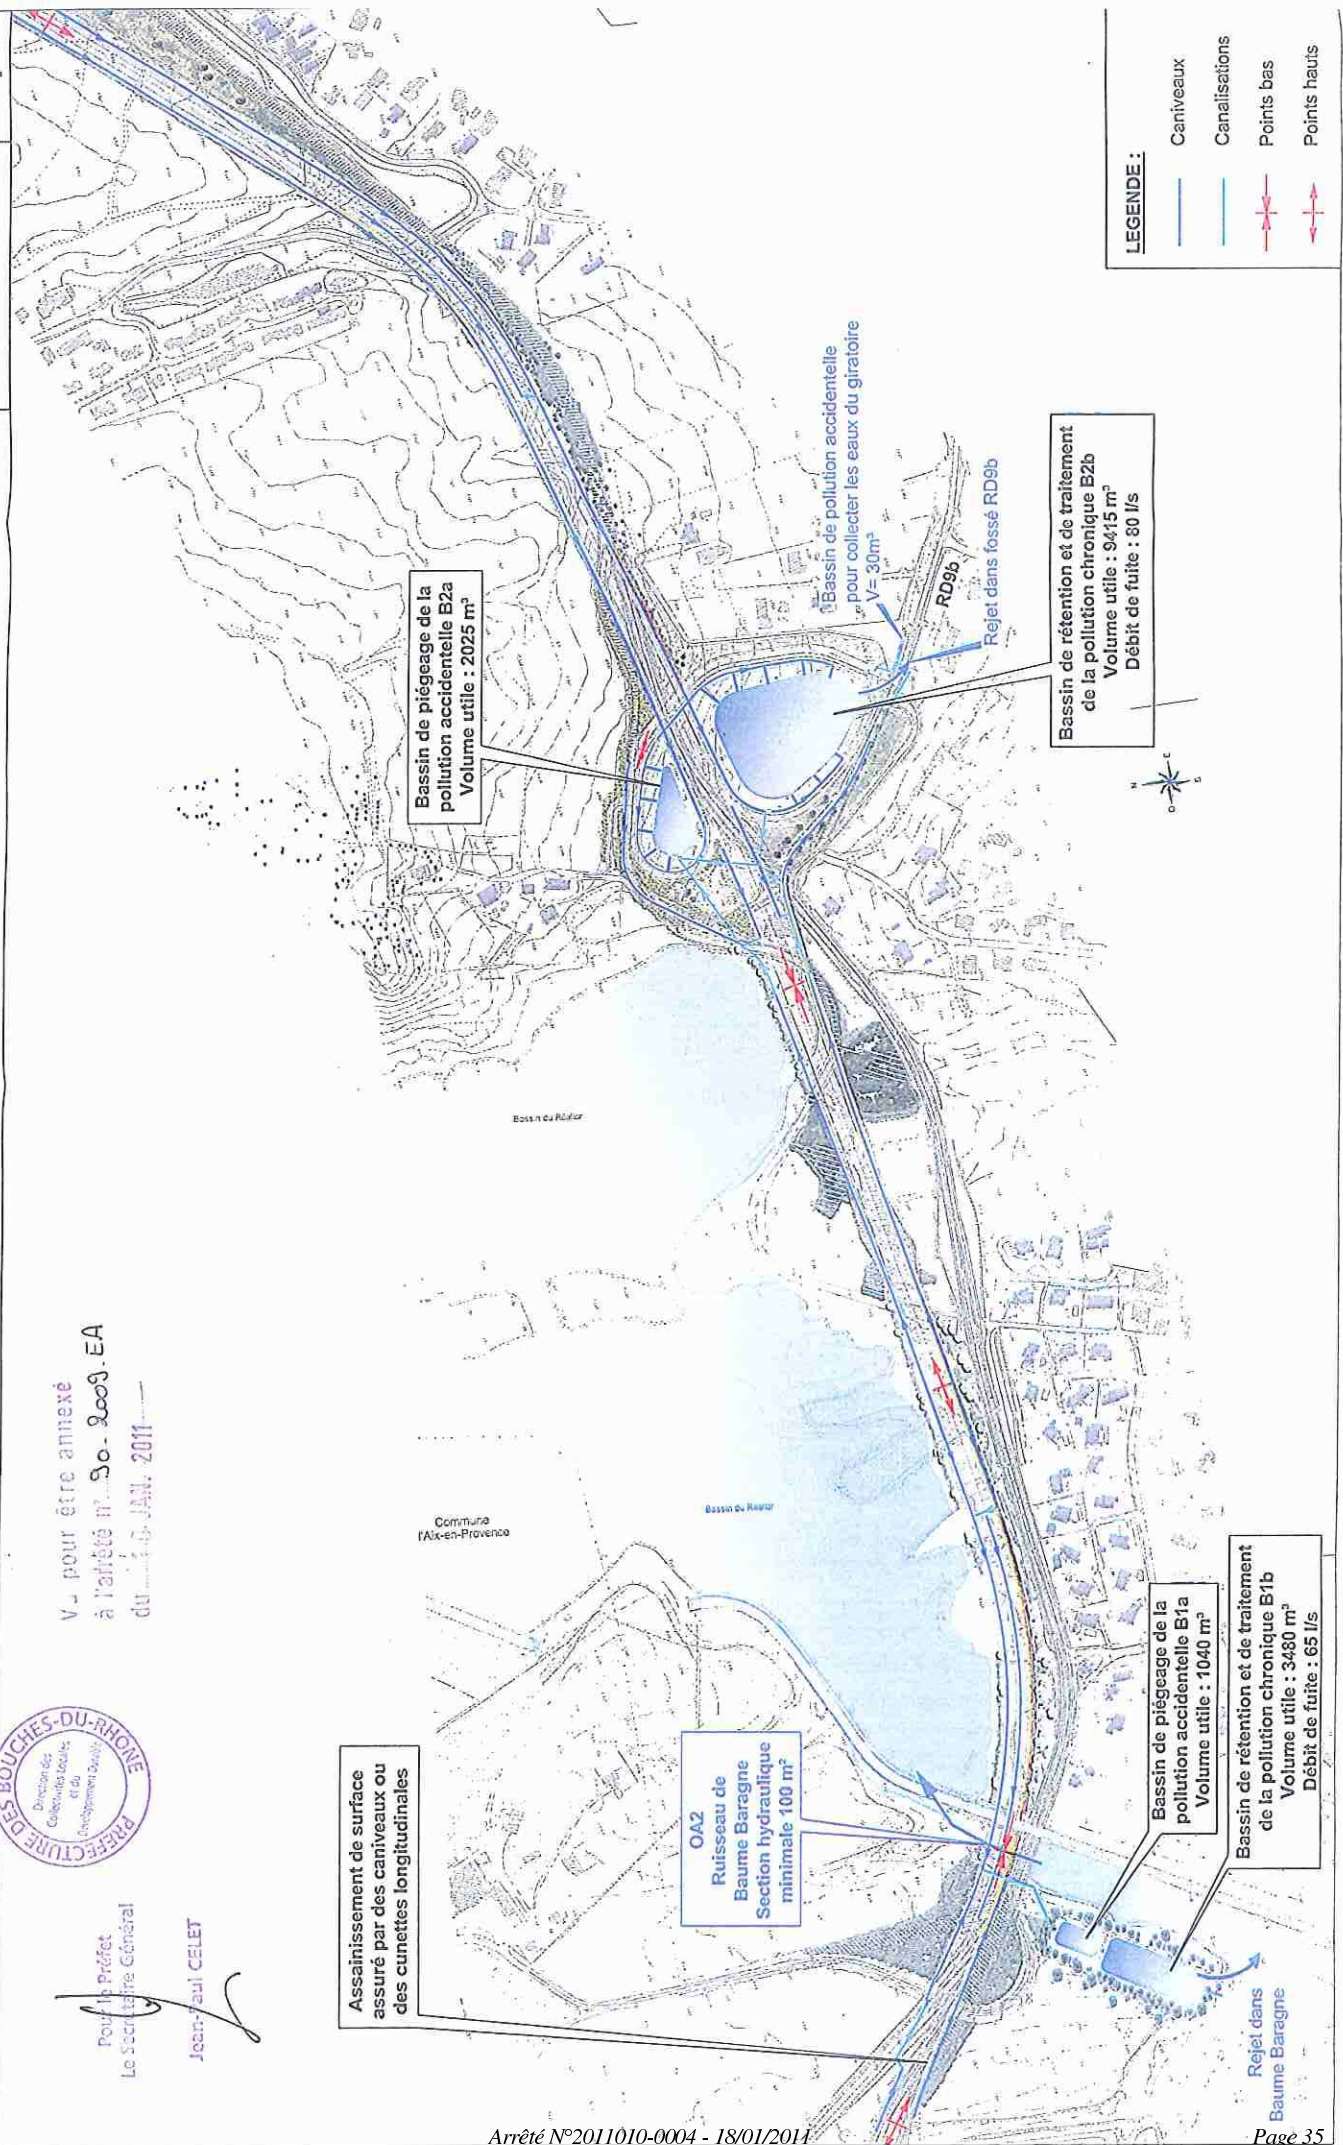 PREFECTURE DES BOUCHES-DU-RHONE
Direction des
Collectivités Locales
et du
Développement Durable
Pour le Préfet
Le Secrétaire Général
Jean-Paul CELET
pour être annexé
à l'arrêté n° 90-2009-EA
du JAN. 2011
Assainissement de surface
assuré par des caniveaux ou
des cunettes longitudinales
OA2
Ruisseau de
Baume Baragne
Section hydraulique
minimale 100 m²
Commune
d'Aix-en-Provence
Bassin du Réaltor
Bassin du Réaltor
Bassin de piégeage de la
pollution accidentelle B2a
Volume utile : 2025 m³
Bassin de pollution accidentelle
pour collecter les eaux du giratoire
V= 30m³
RD9b
Rejet dans fossé RD9b
Bassin de rétention et de traitement
de la pollution chronique B2b
Volume utile : 9415 m³
Débit de fuite : 80 l/s
N
E
S
O
Bassin de piégeage de la
pollution accidentelle B1a
Volume utile : 1040 m³
Bassin de rétention et de traitement
de la pollution chronique B1b
Volume utile : 3480 m³
Débit de fuite : 65 l/s
Rejet dans
Baume Baragne
LEGENDE :
Caniveaux
Canalisations
Points bas
Points hauts
Arrêté N°2011010-0004 - 18/01/2011
Page 35